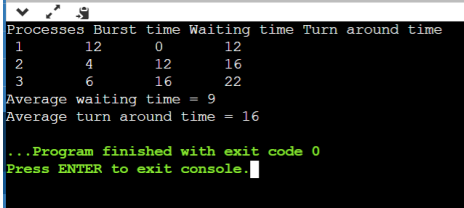 Processes Burst time Waiting time Turn around time
1 12 0 12
2 4 12 16
3 6 16 22
Average waiting time = 9
Average turn around time = 16
...Program finished with exit code 0
Press ENTER to exit console.